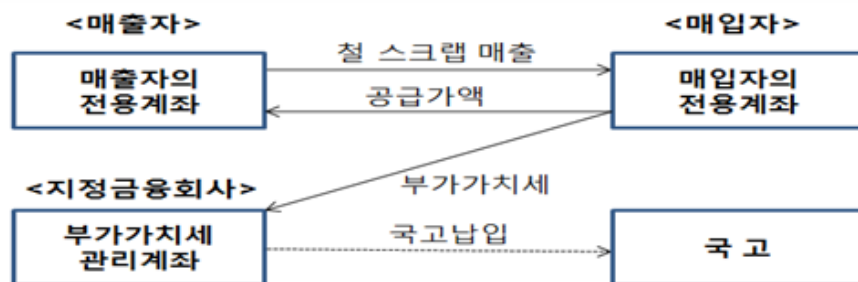 <매출자>
<매입자>
철 스크랩 매출
매출자의
전용계좌
매입자의
전용계좌
공급가액
<지정금융회사>
부가가치세
부가가치세
관리계좌
국고납입
국 고